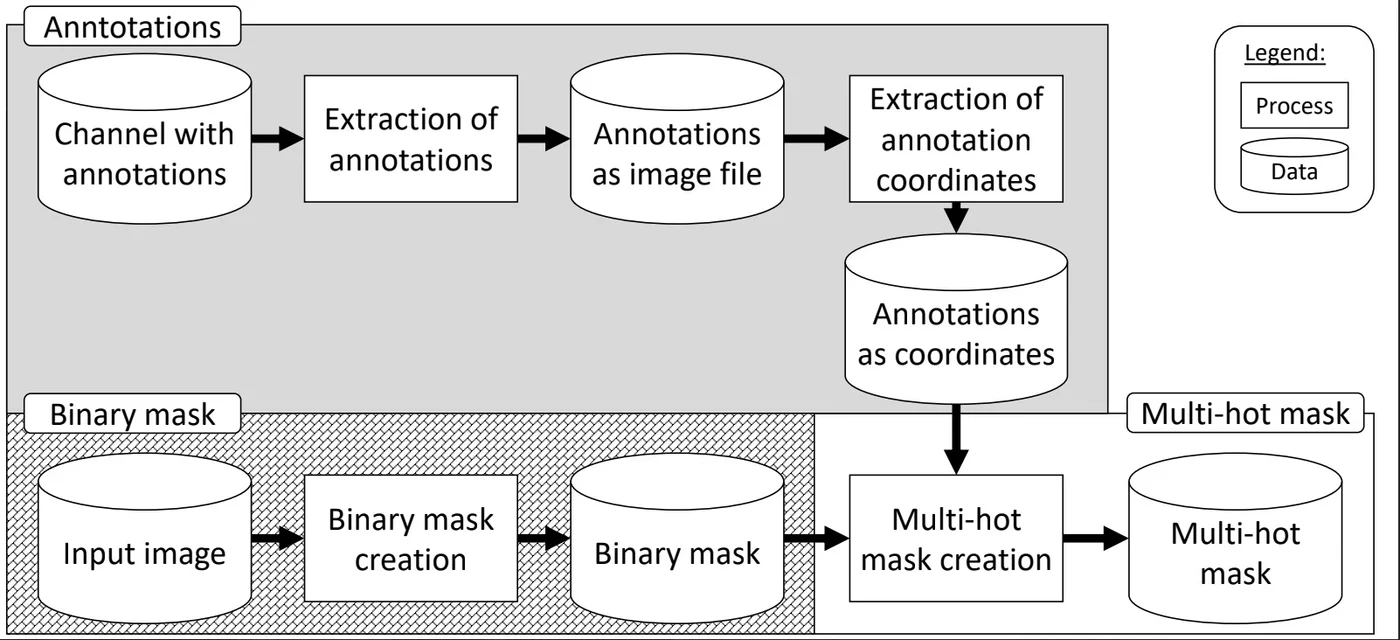 Anntotations
Channel with
annotations
Extraction of
annotations
Annotations
as image file
Extraction of
annotation
coordinates
Annotations
as coordinates
Legend:
Process
Data
Binary mask
Input image
Binary mask
creation
Binary mask
Multi-hot mask
Multi-hot
mask creation
Multi-hot
mask